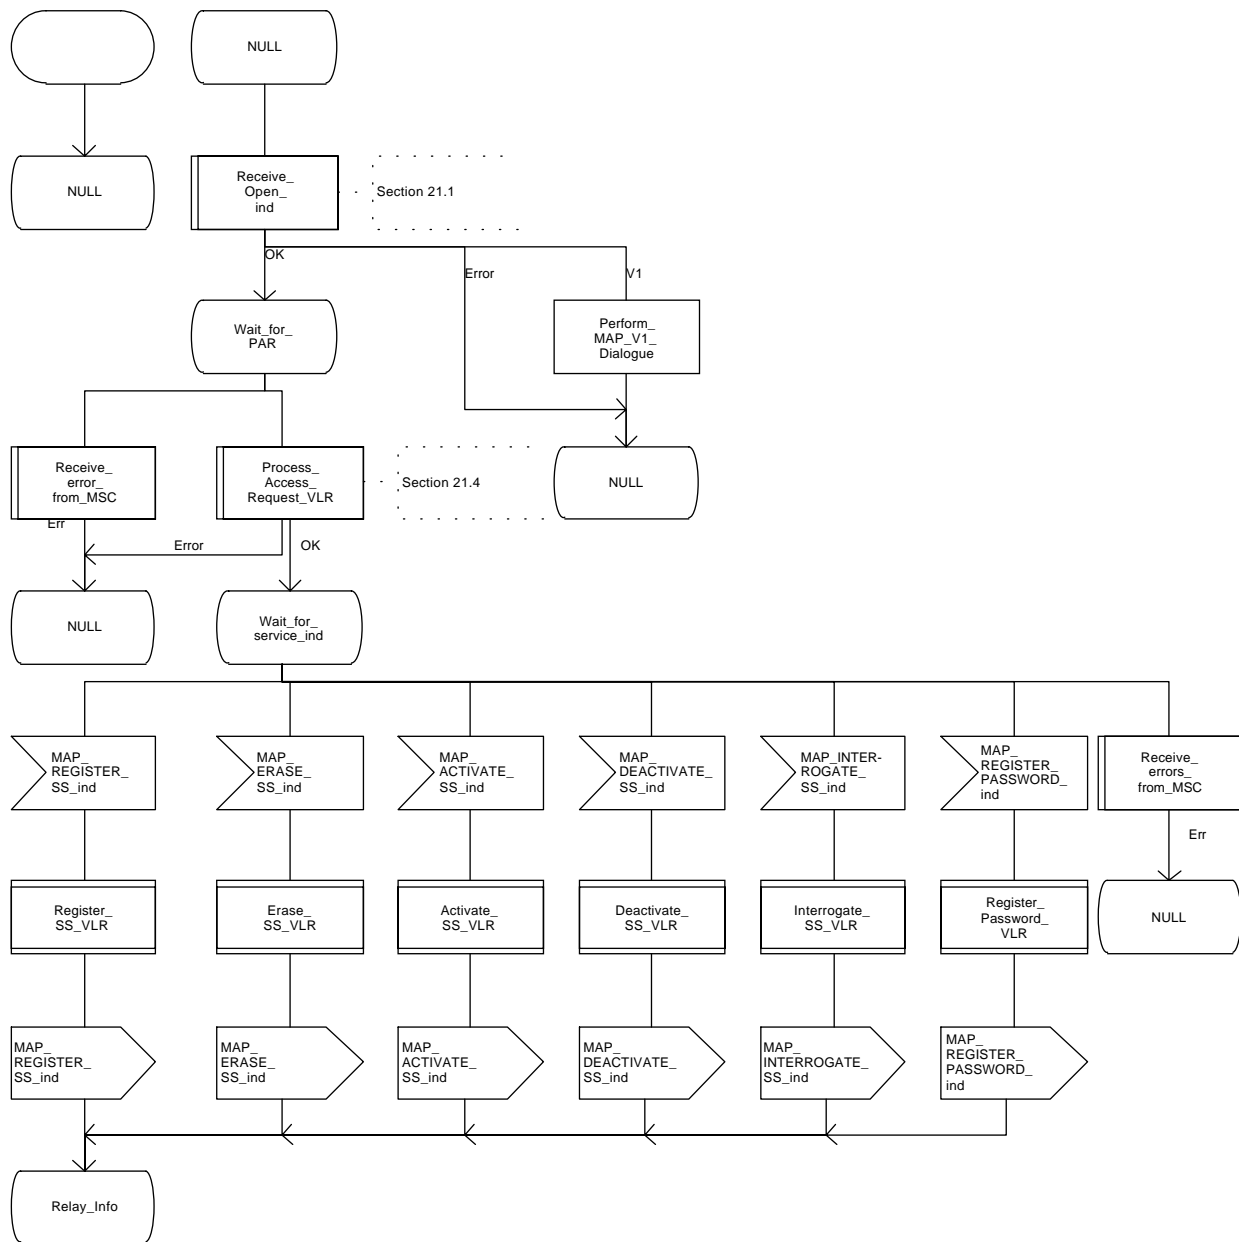 NULL
NULL
Receive_
Open_
ind
Section 21.1
OK
Error
V1
Wait_for_
PAR
Perform_
MAP_V1_
Dialogue
Receive_
error_
from_MSC
Process_
Access_
Request_VLR
Section 21.4
NULL
Err
Error
OK
NULL
Wait_for_
service_ind
MAP_
REGISTER_
SS_ind
MAP_
ERASE_
SS_ind
MAP_
ACTIVATE_
SS_ind
MAP_
DEACTIVATE_
SS_ind
MAP_INTER-
ROGATE_
SS_ind
MAP_
REGISTER_
PASSWORD_
ind
Receive_
errors_
from_MSC
Err
Register_
SS_VLR
Erase_
SS_VLR
Activate_
SS_VLR
Deactivate_
SS_VLR
Interrogate_
SS_VLR
Register_
Password_
VLR
NULL
MAP_
REGISTER_
SS_ind
MAP_
ERASE_
SS_ind
MAP_
ACTIVATE_
SS_ind
MAP_
DEACTIVATE_
SS_ind
MAP_
INTERROGATE_
SS_ind
MAP_
REGISTER_
PASSWORD_
ind
Relay_Info